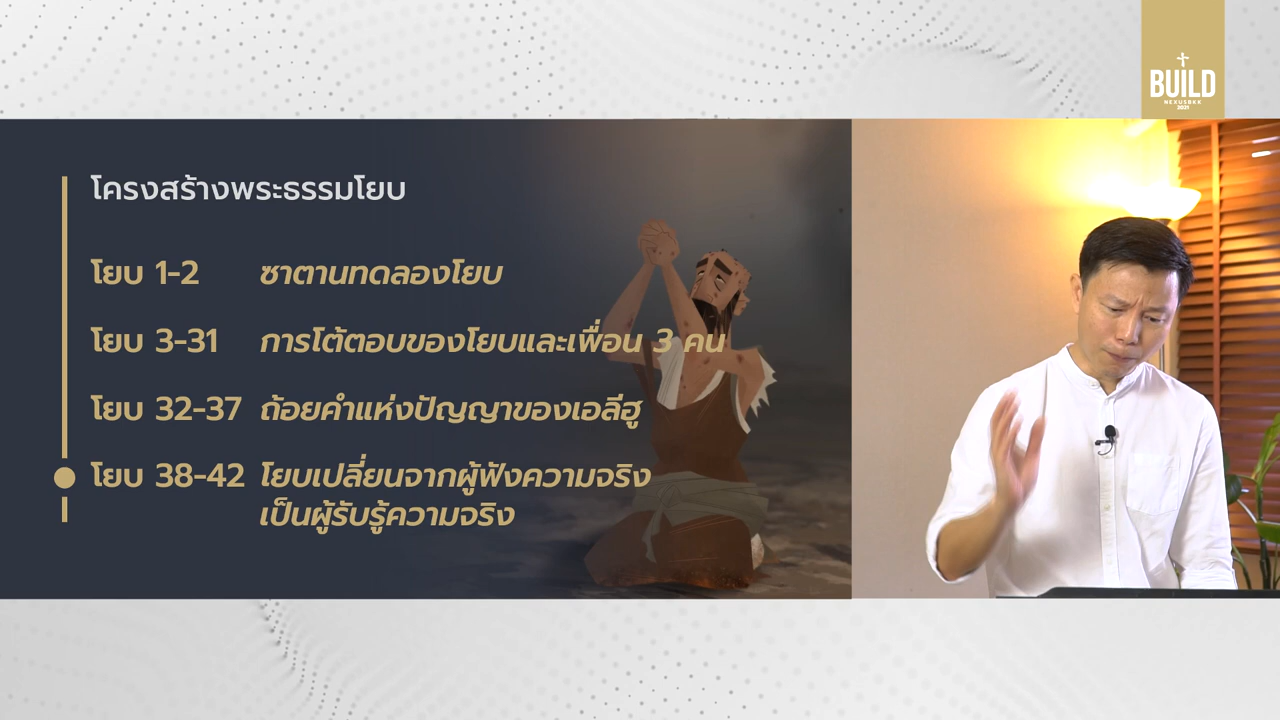 BUILD
NEXUSBKK
2021
โครงสร้างพระธรรมโยบ
โยบ 1-2 ซาตานทดลองโยบ
โยบ 3-31 การโต้ตอบของโยบและเพื่อน 3 คน
โยบ 32-37 ถ้อยคำแห่งปัญญาของเอลีฮู
โยบ 38-42 โยบเปลี่ยนจากผู้ฟังความจริง
เป็นผู้รับรู้ความจริง